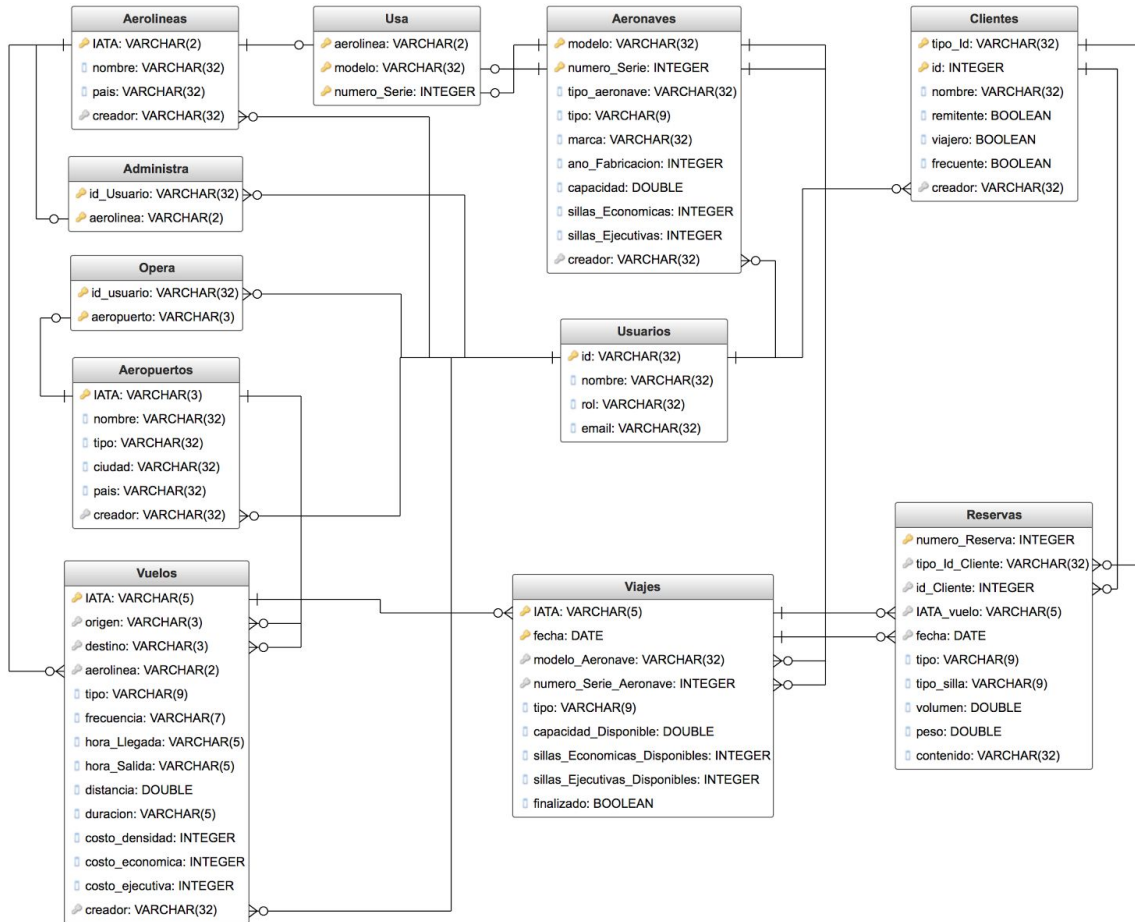 Aerolineas
IATA: VARCHAR(2)
nombre: VARCHAR(32)
pais: VARCHAR(32)
creador: VARCHAR(32)
Usa
aerolinea: VARCHAR(2)
modelo: VARCHAR(32)
numero_Serie: INTEGER
Aeronaves
modelo: VARCHAR(32)
numero_Serie: INTEGER
tipo_aeronave: VARCHAR(32)
tipo: VARCHAR(9)
marca: VARCHAR(32)
ano_Fabricacion: INTEGER
capacidad: DOUBLE
sillas_Economicas: INTEGER
sillas_Ejecutivas: INTEGER
creador: VARCHAR(32)
Clientes
tipo_Id: VARCHAR(32)
id: INTEGER
nombre: VARCHAR(32)
remitente: BOOLEAN
viajero: BOOLEAN
frecuente: BOOLEAN
creador: VARCHAR(32)
Administra
id_Usuario: VARCHAR(32)
aerolinea: VARCHAR(2)
Opera
id_usuario: VARCHAR(32)
aeropuerto: VARCHAR(3)
Usuarios
id: VARCHAR(32)
nombre: VARCHAR(32)
rol: VARCHAR(32)
email: VARCHAR(32)
Aeropuertos
IATA: VARCHAR(3)
nombre: VARCHAR(32)
tipo: VARCHAR(32)
ciudad: VARCHAR(32)
pais: VARCHAR(32)
creador: VARCHAR(32)
Vuelos
IATA: VARCHAR(5)
origen: VARCHAR(3)
destino: VARCHAR(3)
aerolinea: VARCHAR(2)
tipo: VARCHAR(9)
frecuencia: VARCHAR(7)
hora_Llegada: VARCHAR(5)
hora_Salida: VARCHAR(5)
distancia: DOUBLE
duracion: VARCHAR(5)
costo_densidad: INTEGER
costo_economica: INTEGER
costo_ejecutiva: INTEGER
creador: VARCHAR(32)
Viajes
IATA: VARCHAR(5)
fecha: DATE
modelo_Aeronave: VARCHAR(32)
numero_Serie_Aeronave: INTEGER
tipo: VARCHAR(9)
capacidad_Disponible: DOUBLE
sillas_Economicas_Disponibles: INTEGER
sillas_Ejecutivas_Disponibles: INTEGER
finalizado: BOOLEAN
Reservas
numero_Reserva: INTEGER
tipo_Id_Cliente: VARCHAR(32)
id_Cliente: INTEGER
IATA_vuelo: VARCHAR(5)
fecha: DATE
tipo: VARCHAR(9)
tipo_silla: VARCHAR(9)
volumen: DOUBLE
peso: DOUBLE
contenido: VARCHAR(32)